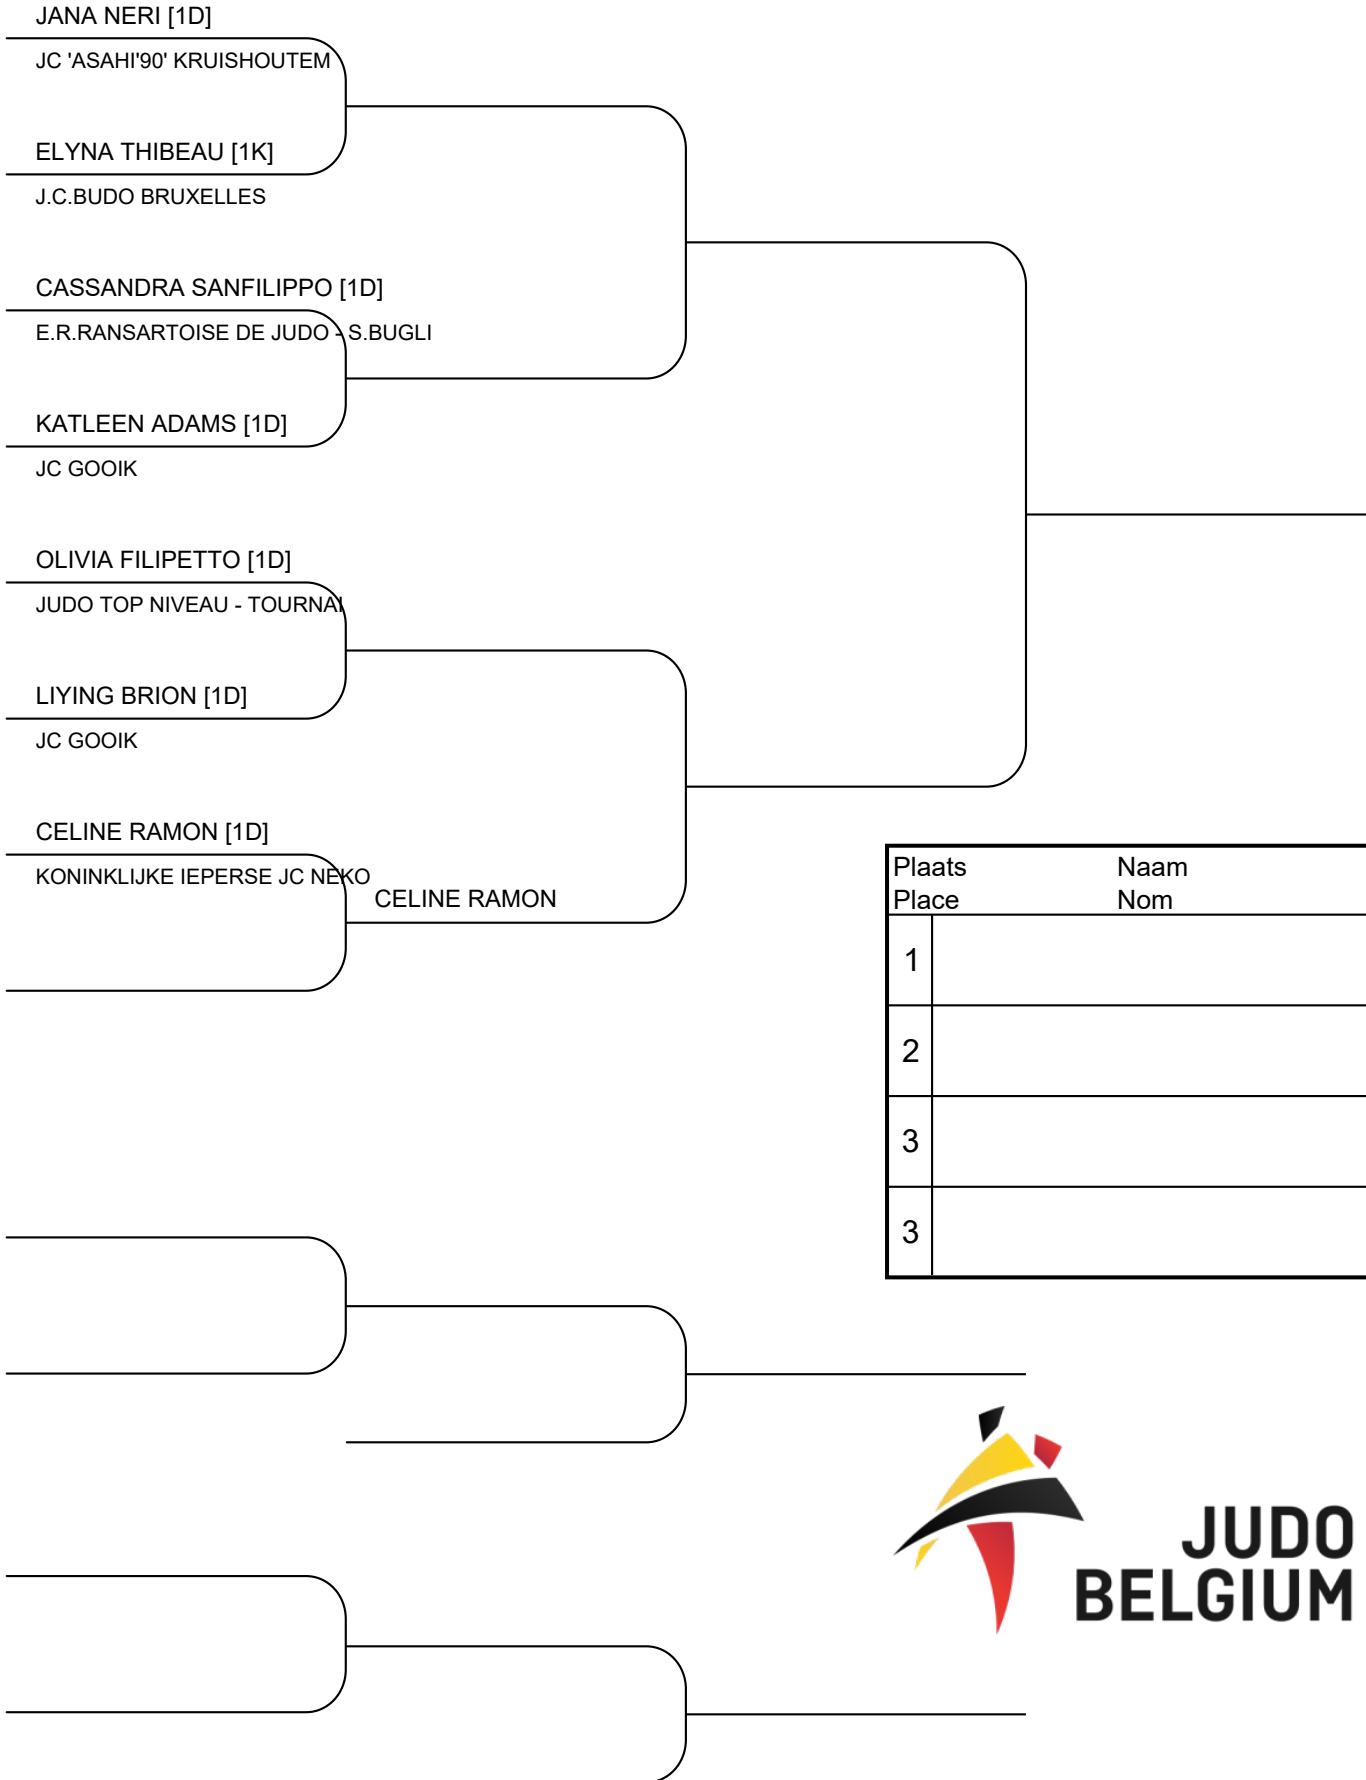 JANA NERI [1D]
JC 'ASAHI'90' KRUISHOUTEM
ELYNA THIBEAU [1K]
J.C.BUDO BRUXELLES
CASSANDRA SANFILIPPO [1D]
E.R.RANSARTOISE DE JUDO - S.BUGLI
KATLEEN ADAMS [1D]
JC GOOIK
OLIVIA FILIPETTO [1D]
JUDO TOP NIVEAU - TOURNAI
LIYING BRION [1D]
JC GOOIK
CELINE RAMON [1D]
KONINKLIJKE IEPERSE JC NEKO
CELINE RAMON
Plaats Naam
Place Nom
1
2
3
3
JUDO
BELGIUM